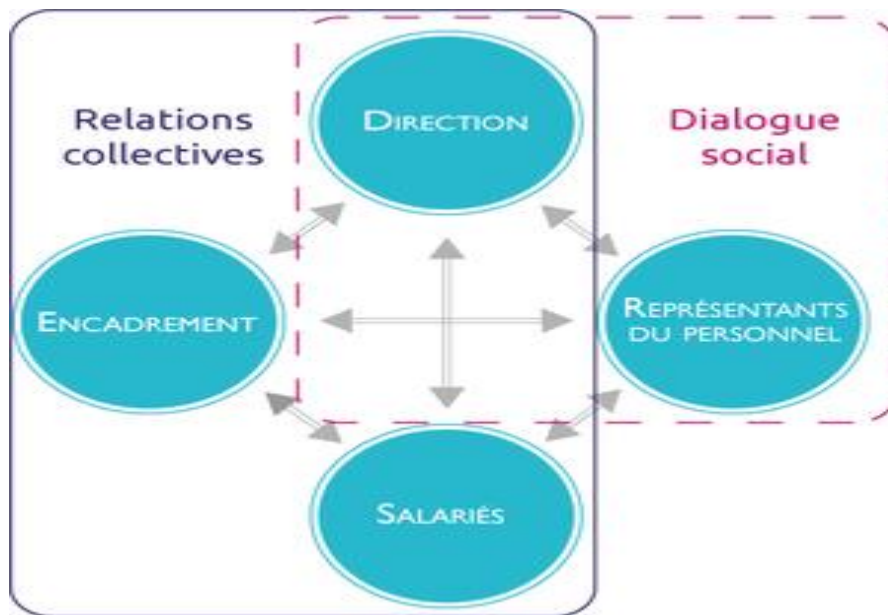 Relations
collectives
DIRECTION
Dialogue
social
ENCADREMENT
REPRÉSENTANTS
DU PERSONNEL
SALARIÉS